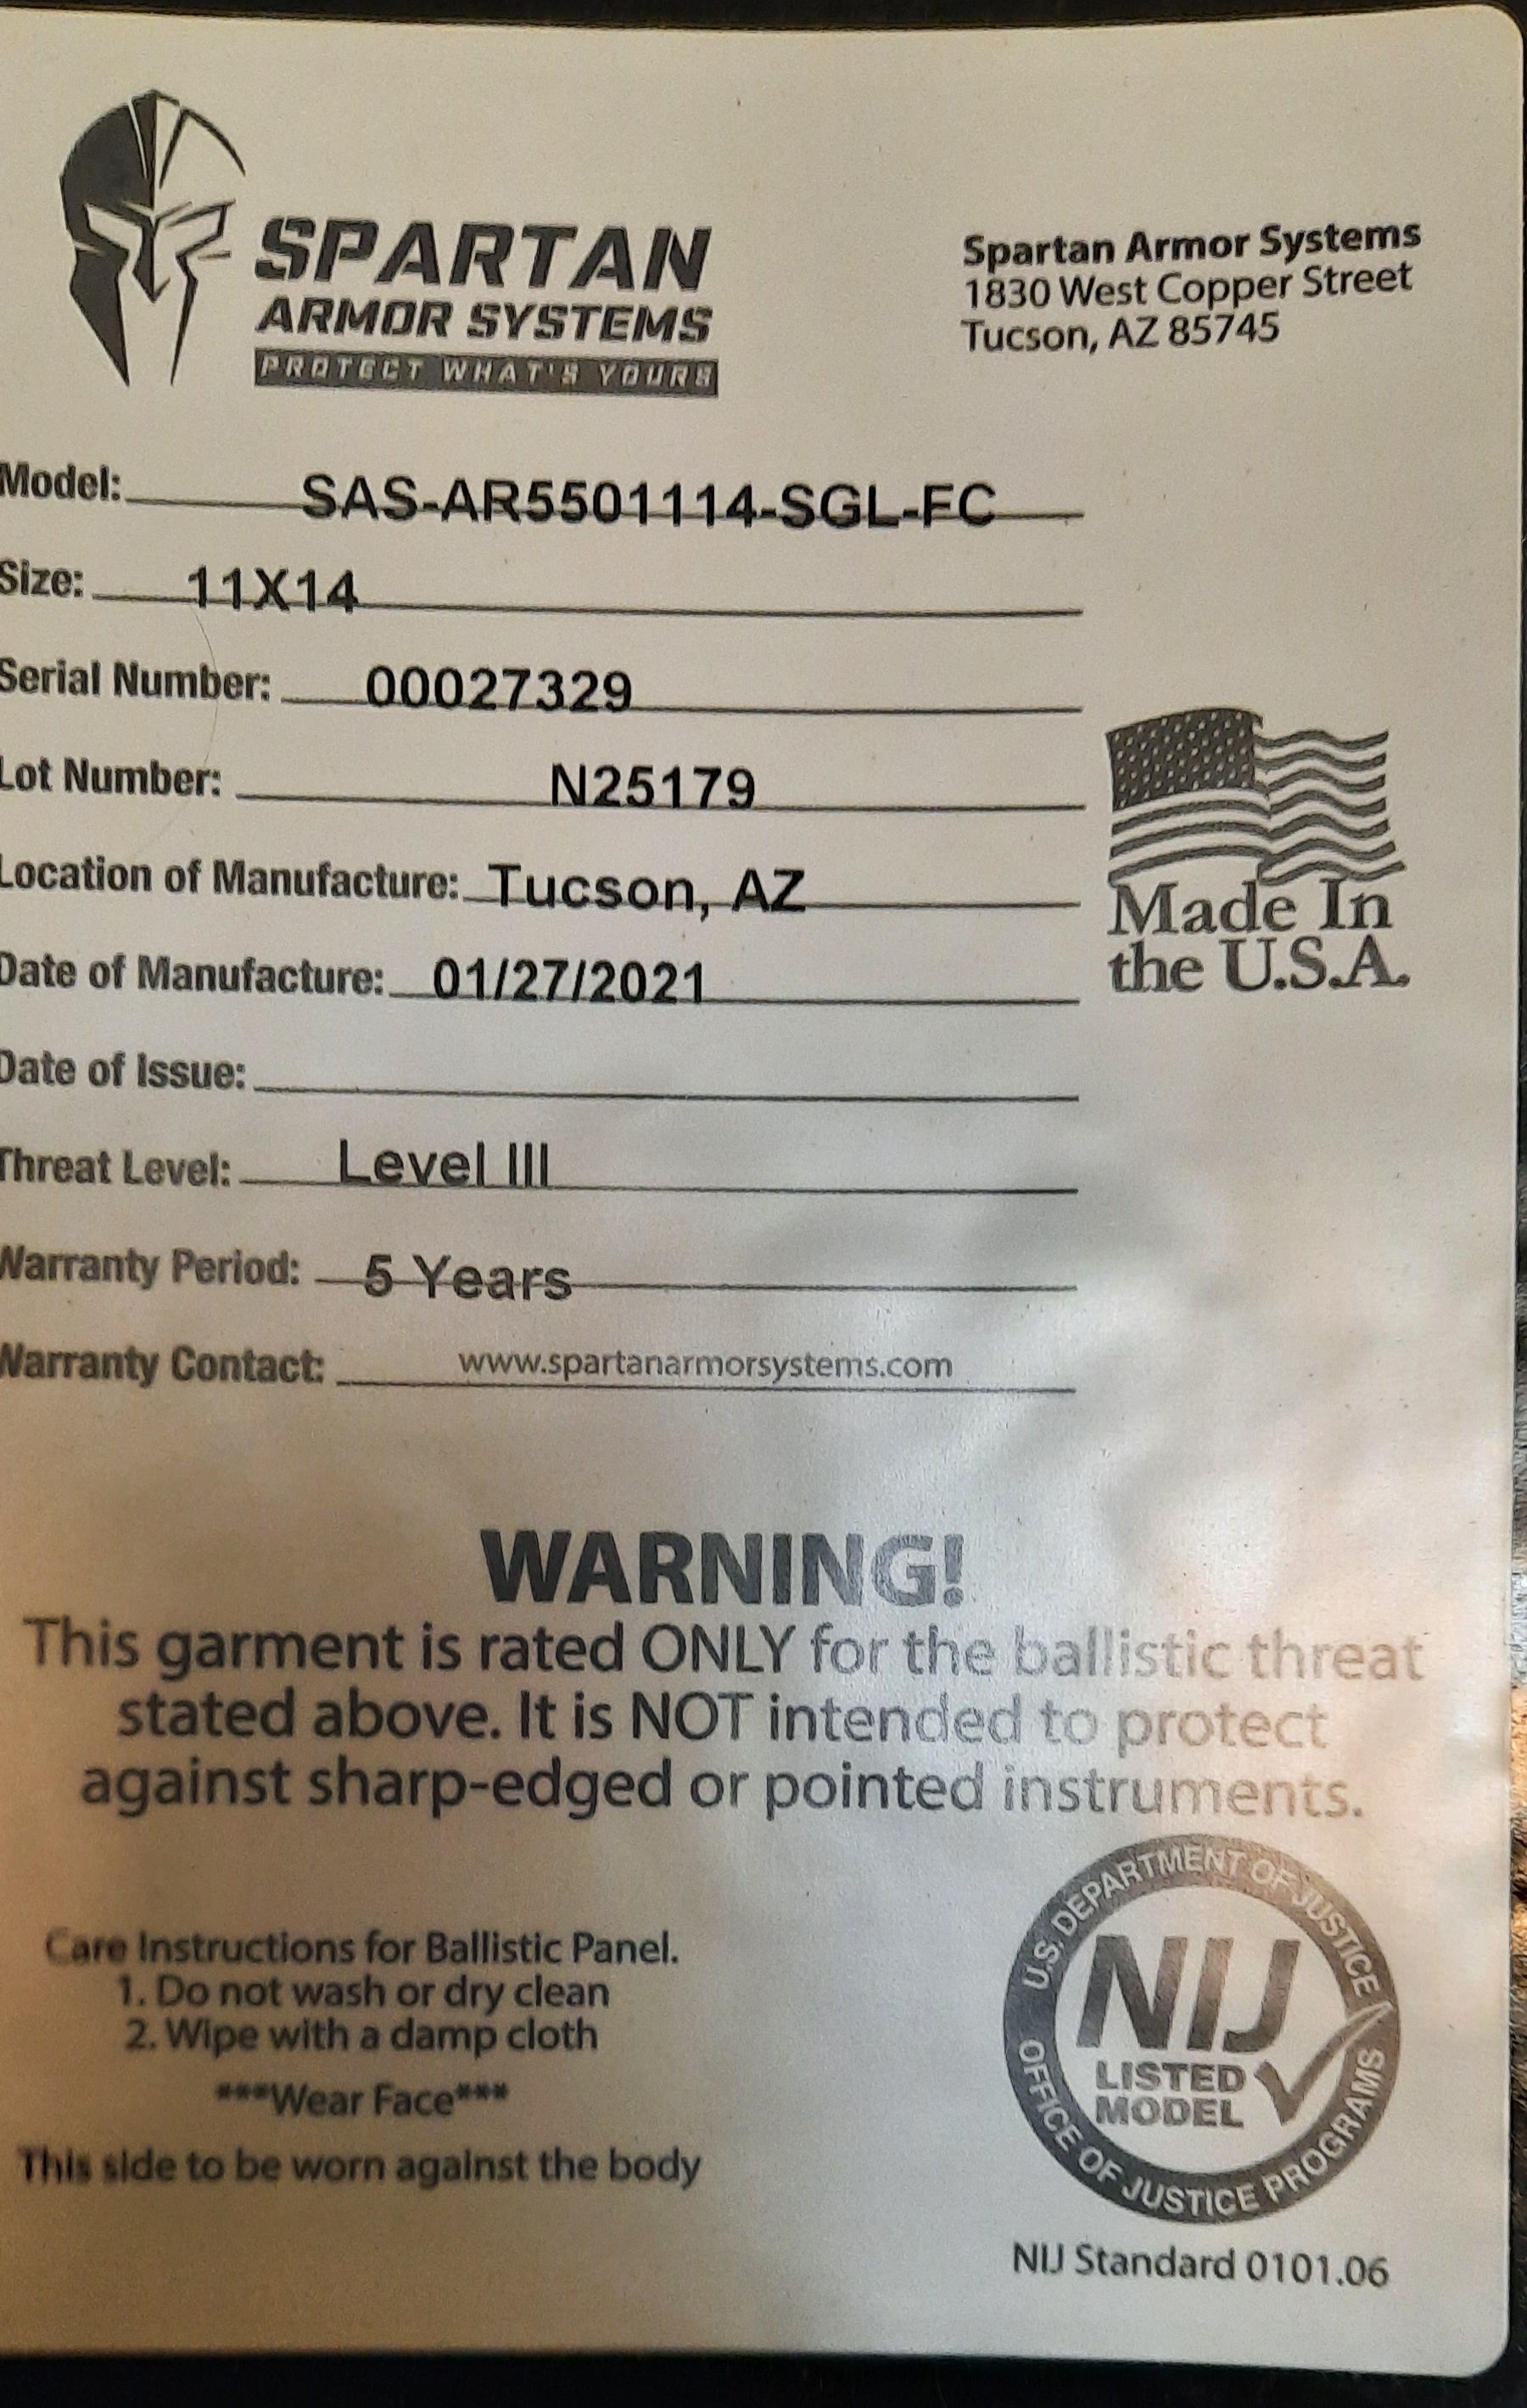 SPARTAN
ARMOR SYSTEMS
PROTECT WHAT'S YOURS
Spartan Armor Systems
1830 West Copper Street
Tucson, AZ 85745
Model: SAS-AR5501114-SGL-FC
Size: 11X14
Serial Number: 00027329
Lot Number: N25179
Location of Manufacture: Tucson, AZ
Date of Manufacture: 01/27/2021
Made In
the U.S.A.
Date of Issue:
Threat Level: Level III
Warranty Period: 5 Years
Warranty Contact: www.spartanarmorsystems.com
WARNING!
This garment is rated ONLY for the ballistic threat
stated above. It is NOT intended to protect
against sharp-edged or pointed instruments.
Care Instructions for Ballistic Panel.
1. Do not wash or dry clean
2. Wipe with a damp cloth
***Wear Face***
This side to be worn against the body
U.S. DEPARTMENT OF JUSTICE
NIJ
LISTED
MODEL
OFFICE OF JUSTICE PROGRAMS
NIJ Standard 0101.06